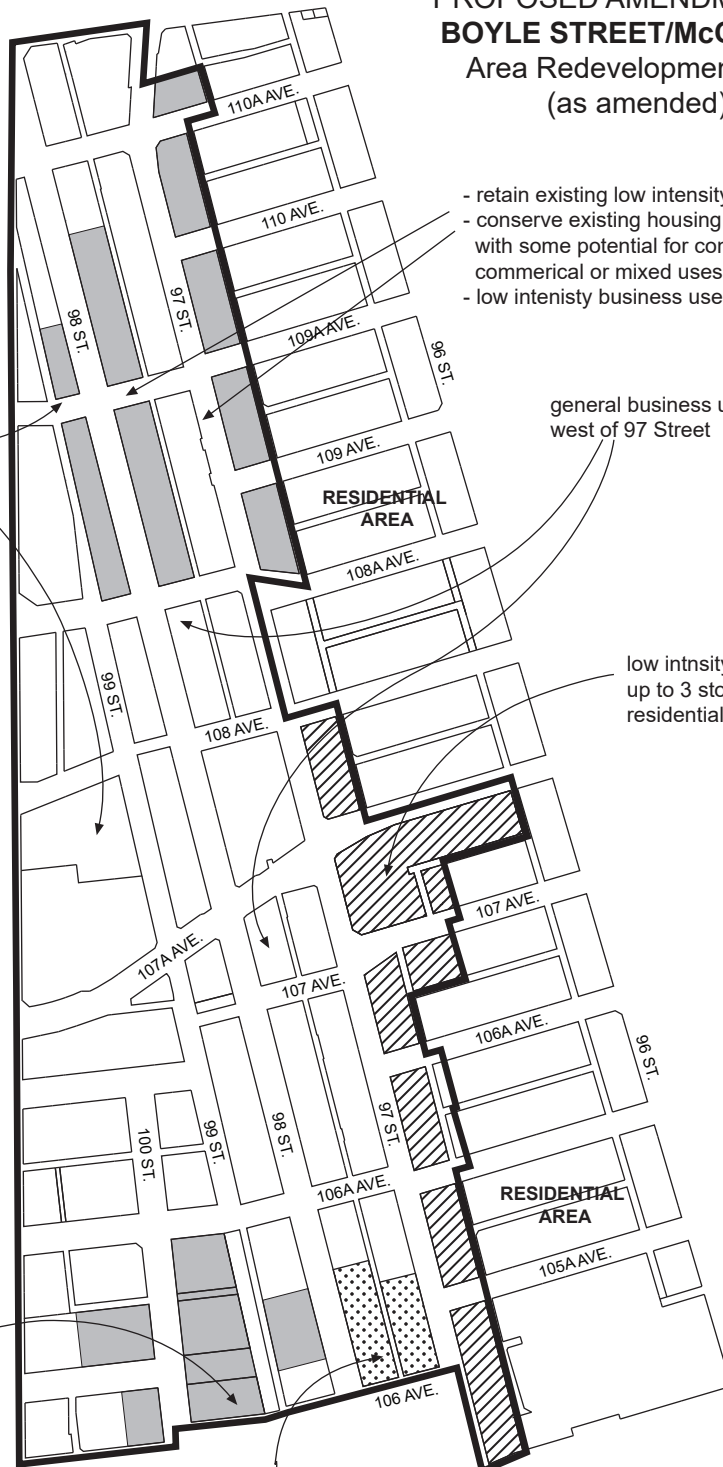 PROPOSED AMENDM
BOYLE STREET/McC
Area Redevelopmen
(as amended)
110A AVE.
- retain existing low intensity
- conserve existing housing
with some potential for con
commerical or mixed uses
- low intenisty business use
110 AVE.
97 ST.
98 ST.
109A AVE.
96 ST.
general business u
west of 97 Street
109 AVE.
RESIDENTIAL
AREA
108A AVE.
low intnsity
up to 3 sto
residential
99 ST.
108 AVE.
107 AVE.
107A AVE.
107 AVE.
106A AVE.
96 ST.
97 ST.
98 ST.
99 ST.
100 ST.
106A AVE.
RESIDENTIAL
AREA
105A AVE.
106 AVE.